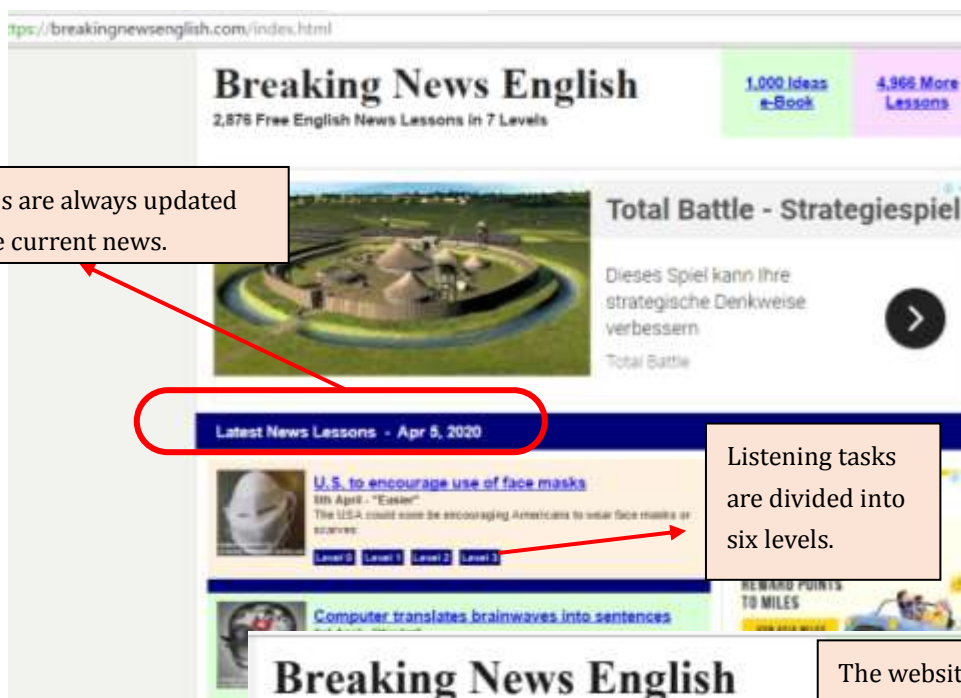 tps://breakingnewsenglish.com/index.html
Breaking News English
2,876 Free English News Lessons in 7 Levels
1,000 Ideas
e-Book
4,966 More
Lessons
s are always updated
e current news.
Total Battle - Strategiespiel
Dieses Spiel kann Ihre
strategische Denkweise
verbessern
Total Battle
Latest News Lessons - Apr 5, 2020
U.S. to encourage use of face masks
5th April - "Easier"
The USA could soon be encouraging Americans to wear face masks or
scarves.
Level 0 Level 1 Level 2 Level 3
Listening tasks
are divided into
six levels.
REWARD POINTS
TO MILES
Computer translates brainwaves into sentences
Breaking News English
The websit